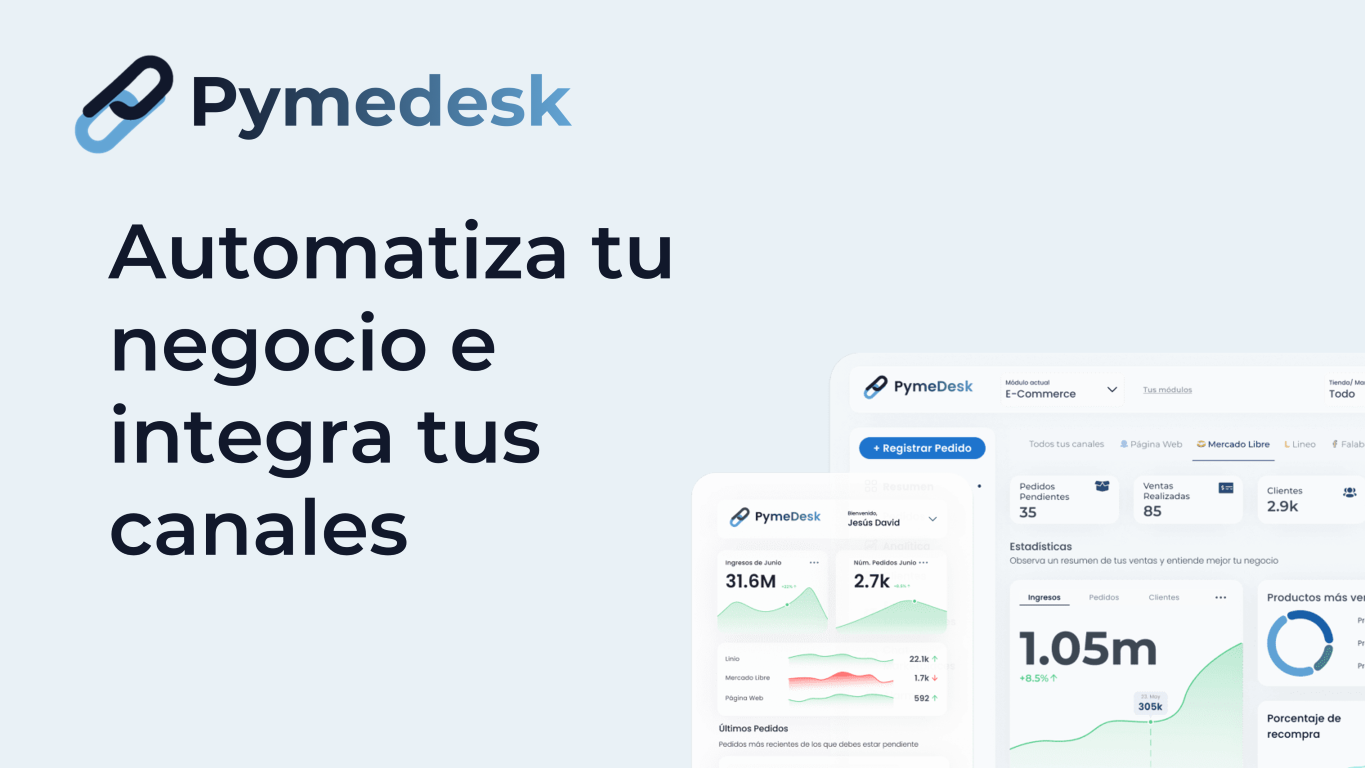 Pymedesk
Automatiza tu
negocio e
integra tus
canales
PymeDesk
Módulo actual
E-Commerce
Tus módulos
Todo
+ Registrar Pedido
Todos tus canales
Página Web
Mercado Libre
Lineo
Resumen
Pedidos
Pendientes
35
Ventas
Realizadas
85
Clientes
2.9k
Analítica
Estadísticas
Observa un resumen de tus ventas y entiende mejor tu negocio
Ingresos
Pedidos
Clientes
1.05m
+8.5%
23, May
305k
Productos más
Porcentaje de
recompra
PymeDesk
Bienvenido,
Jesús David
Ingresos de Junio
31.6M
Núm. Pedidos Junio
2.7k
Linio
22.1k
Mercado Libre
1.7k
Página Web
592
Últimos Pedidos
Pedidos más recientes de los que debes estar pendiente